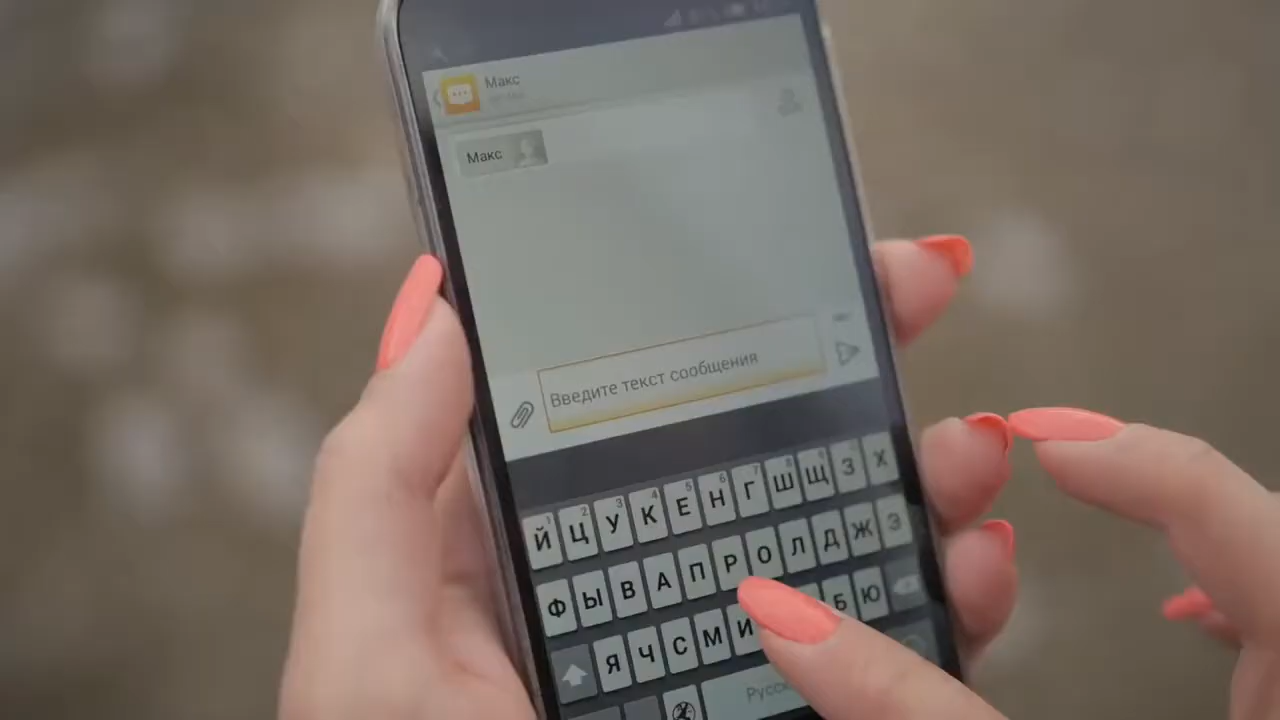 Макс
Макс
Введите текст сообщения
Й Ц У К Е Н Г Ш Щ З Х
Ф Ы В А П Р О Л Д Ж Э
Я Ч С М И Б Ю